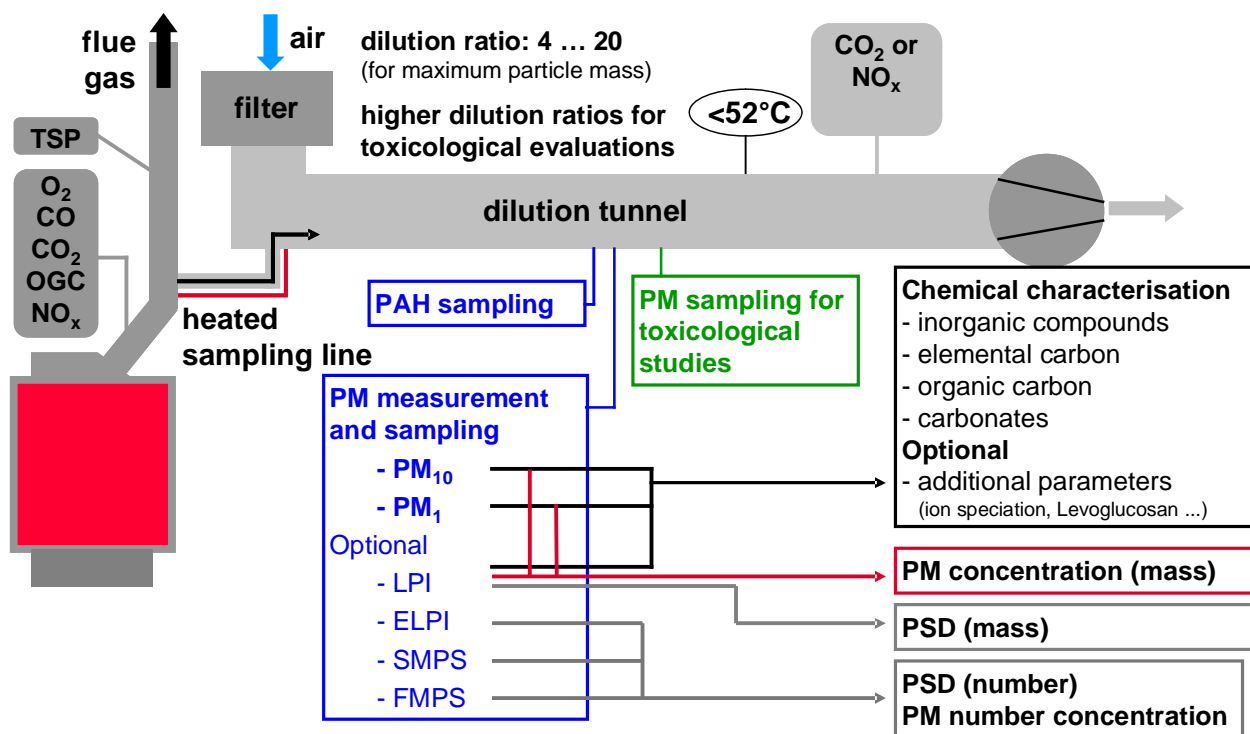 flue
gas
air
dilution ratio: 4 … 20
(for maximum particle mass)
higher dilution ratios for
toxicological evaluations
CO₂ or
NOₓ
filter
<52°C
TSP
O₂
CO
CO₂
OGC
NOₓ
dilution tunnel
heated
sampling line
PAH sampling
PM sampling for
toxicological
studies
PM measurement
and sampling
- PM₁₀
- PM₁
Optional
- LPI
- ELPI
- SMPS
- FMPS
Chemical characterisation
- inorganic compounds
- elemental carbon
- organic carbon
- carbonates
Optional
- additional parameters
(ion speciation, Levoglucosan ...)
PM concentration (mass)
PSD (mass)
PSD (number)
PM number concentration